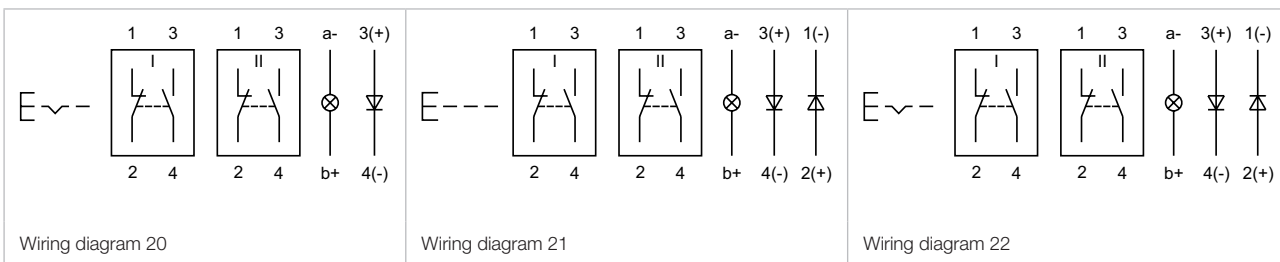 1 3 1 3 a- 3(+)
I II
2 4 2 4 b+ 4(-)
Wiring diagram 20
1 3 1 3 a- 3(+) 1(-)
I II
2 4 2 4 b+ 4(-) 2(+)
Wiring diagram 21
1 3 1 3 a- 3(+) 1(-)
I II
2 4 2 4 b+ 4(-) 2(+)
Wiring diagram 22